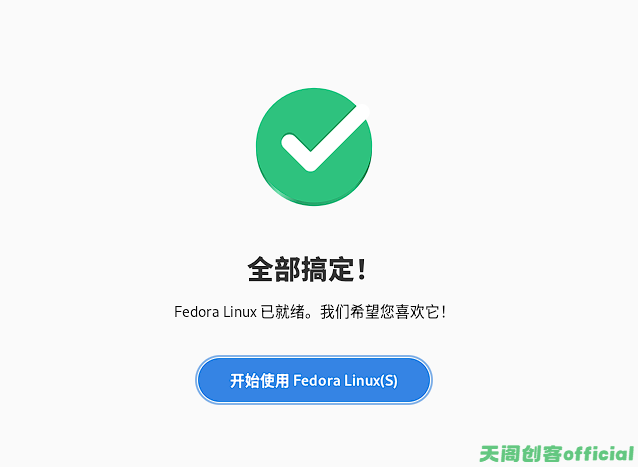 全部搞定！
Fedora Linux 已就绪。我们希望您喜欢它！
开始使用 Fedora Linux(S)
天阁创客official